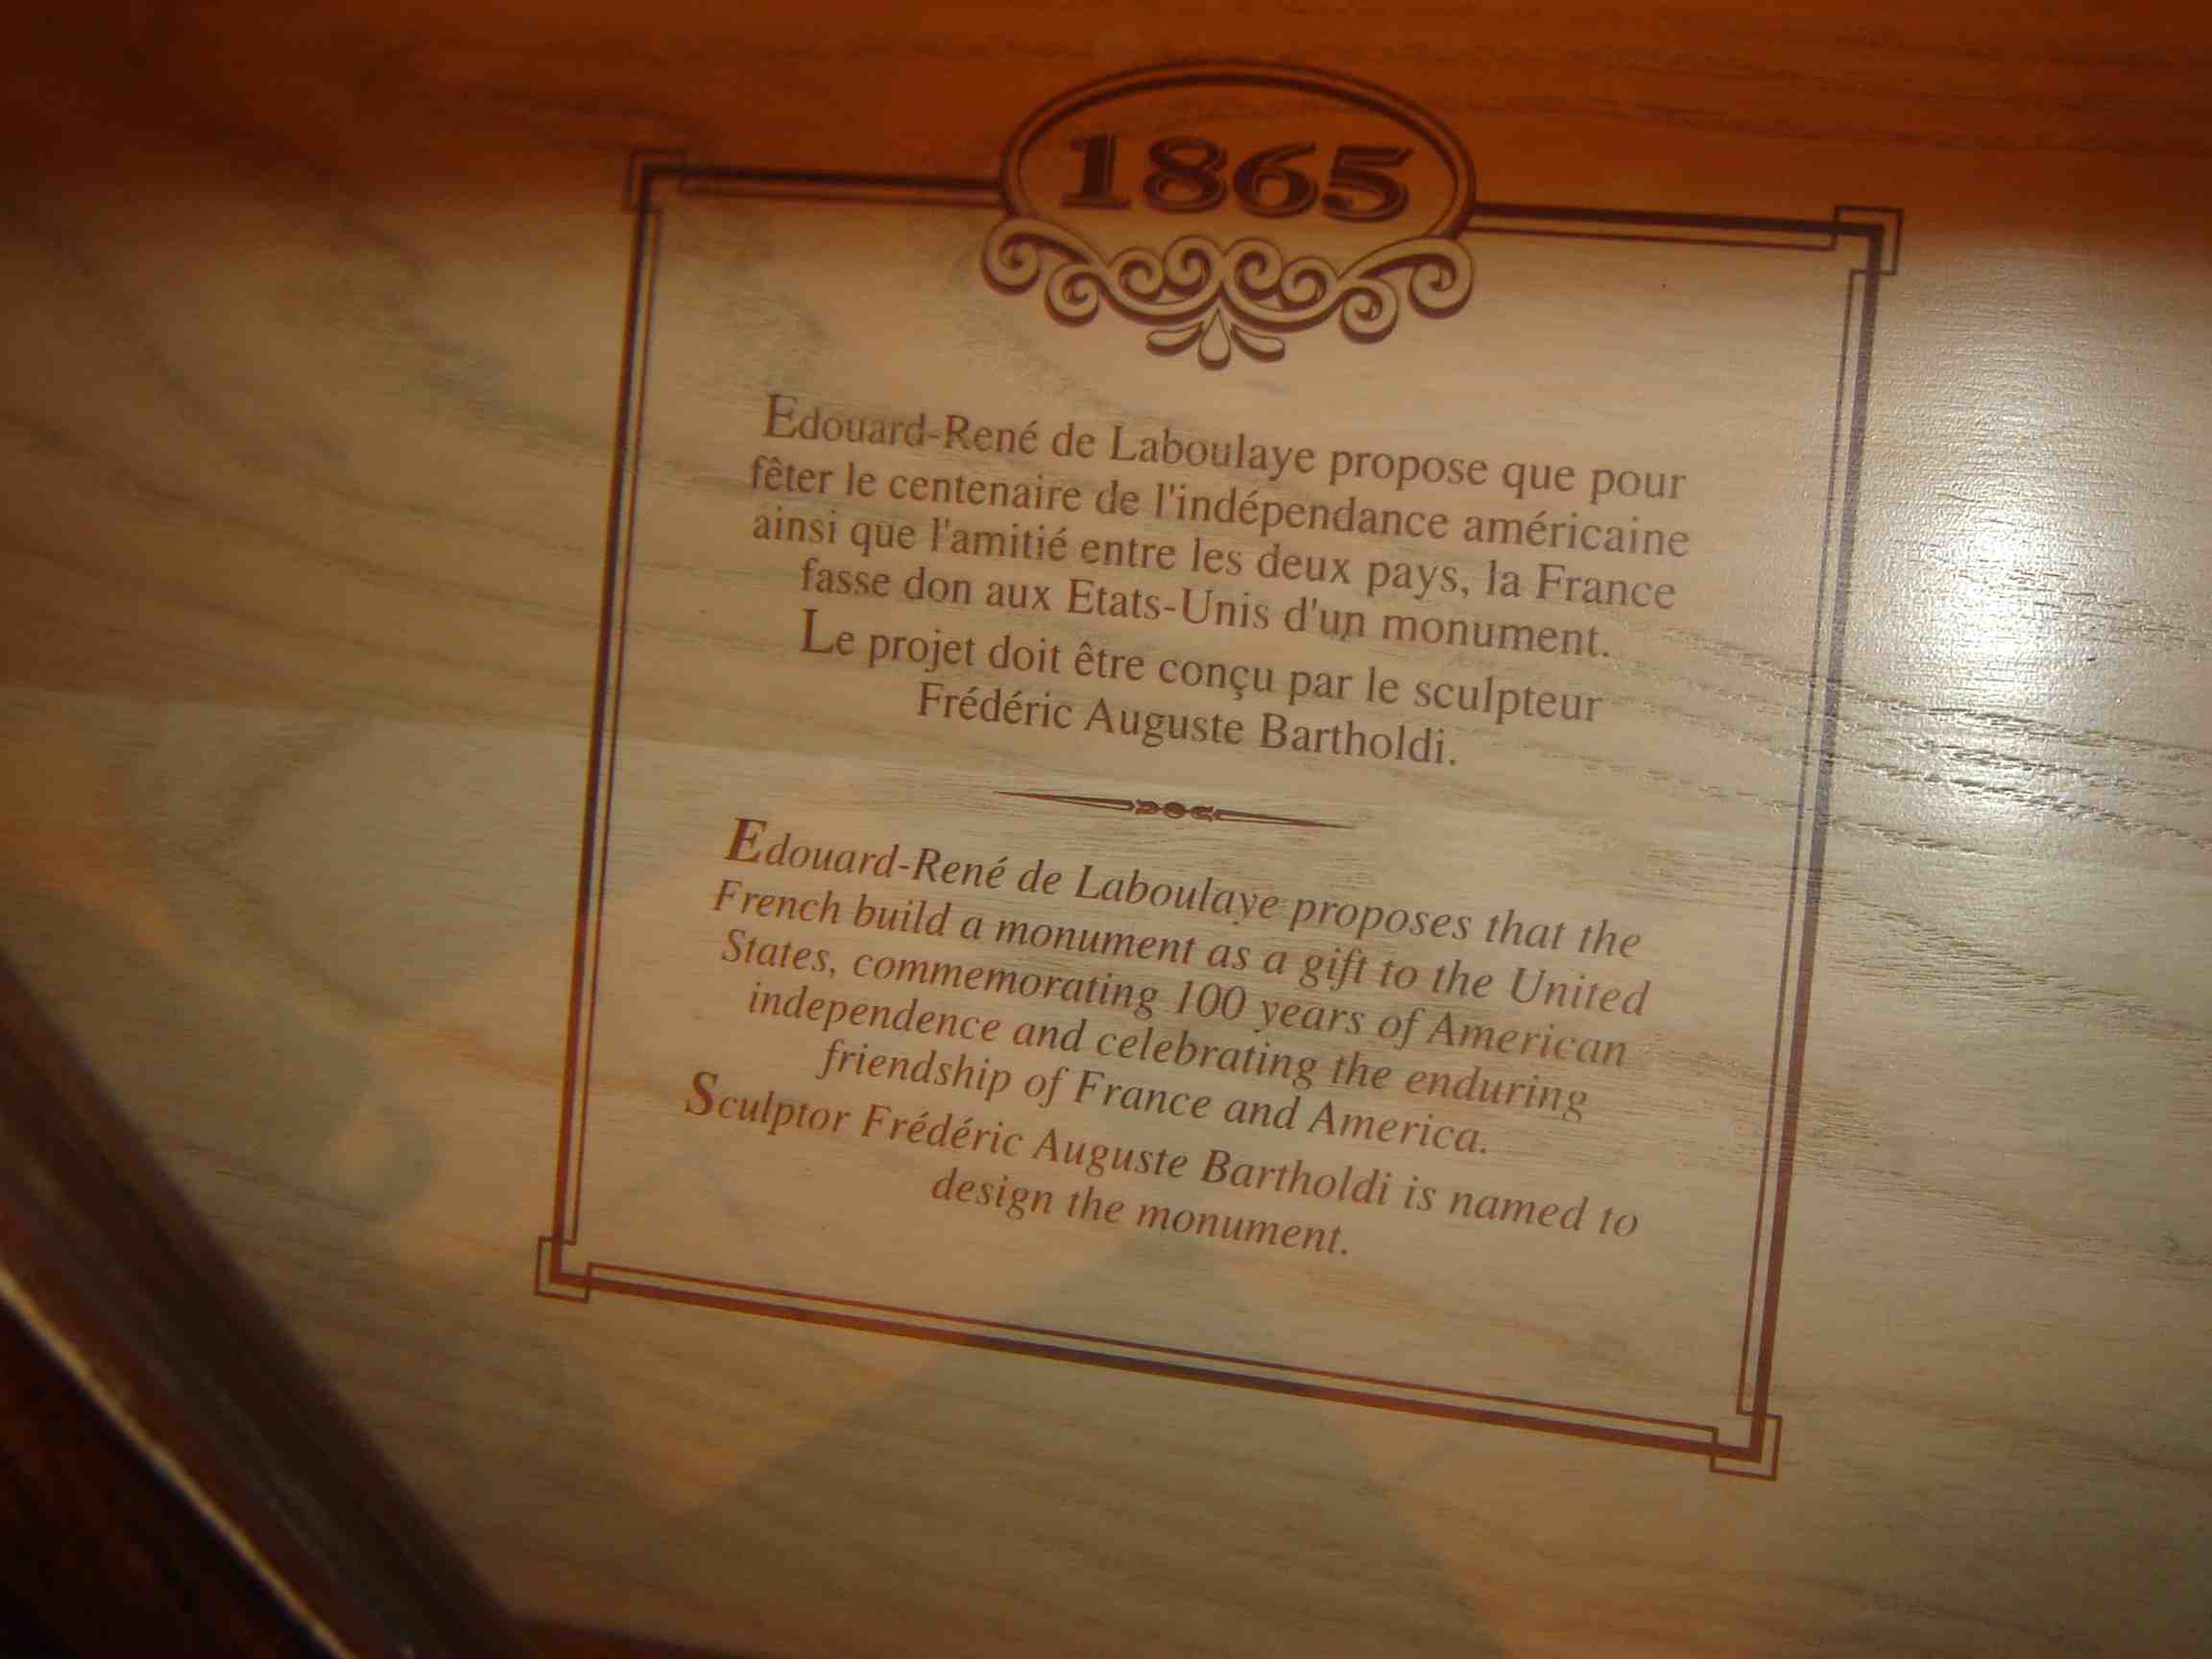 1865
Edouard-René de Laboulaye propose que pour
fêter le centenaire de l'indépendance américaine
ainsi que l'amitié entre les deux pays, la France
fasse don aux Etats-Unis d'un monument.
Le projet doit être conçu par le sculpteur
Frédéric Auguste Bartholdi.
Edouard-René de Laboulaye proposes that the
French build a monument as a gift to the United
States, commemorating 100 years of American
independence and celebrating the enduring
friendship of France and America.
Sculptor Frédéric Auguste Bartholdi is named to
design the monument.